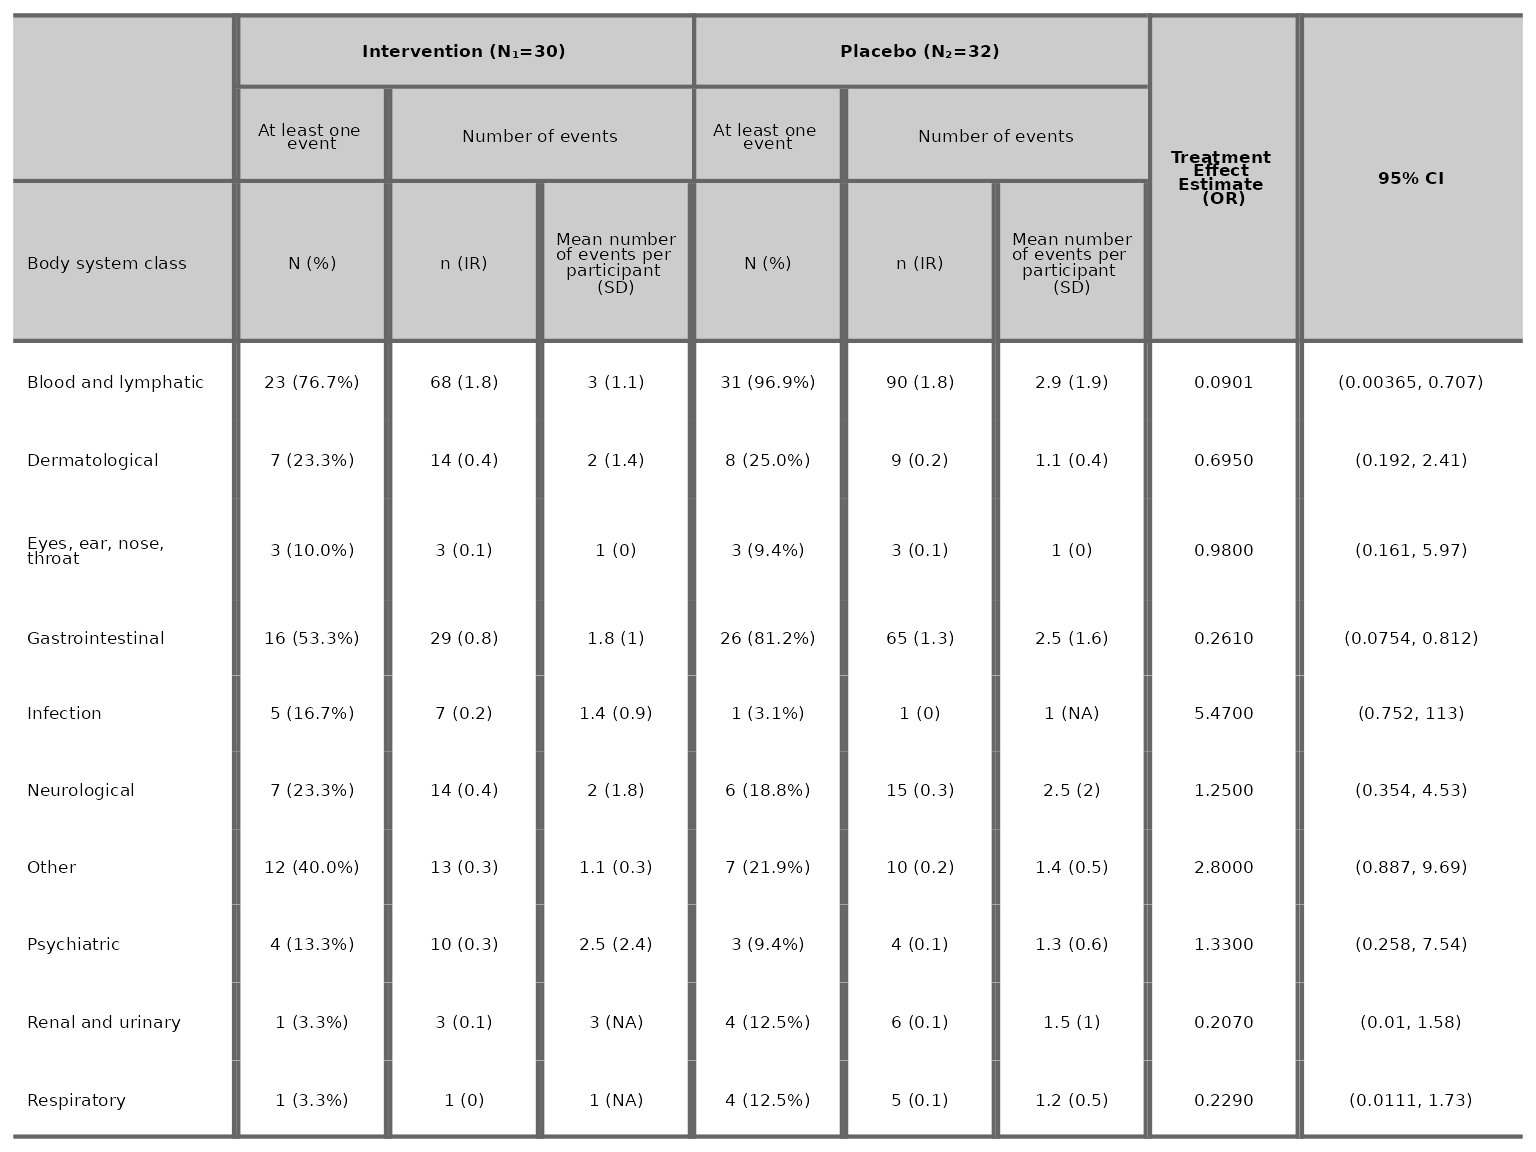 Intervention (N₁=30) Placebo (N₂=32)
At least one
event
Number of events
At least one
event
Number of events
Treatment
Effect
Estimate
(OR)
95% CI
Body system class
N (%)
n (IR)
Mean number
of events per
participant
(SD)
N (%)
n (IR)
Mean number
of events per
participant
(SD)
Blood and lymphatic 23 (76.7%) 68 (1.8) 3 (1.1) 31 (96.9%) 90 (1.8) 2.9 (1.9) 0.0901 (0.00365, 0.707)
Dermatological 7 (23.3%) 14 (0.4) 2 (1.4) 8 (25.0%) 9 (0.2) 1.1 (0.4) 0.6950 (0.192, 2.41)
Eyes, ear, nose,
throat
3 (10.0%) 3 (0.1) 1 (0) 3 (9.4%) 3 (0.1) 1 (0) 0.9800 (0.161, 5.97)
Gastrointestinal 16 (53.3%) 29 (0.8) 1.8 (1) 26 (81.2%) 65 (1.3) 2.5 (1.6) 0.2610 (0.0754, 0.812)
Infection 5 (16.7%) 7 (0.2) 1.4 (0.9) 1 (3.1%) 1 (0) 1 (NA) 5.4700 (0.752, 113)
Neurological 7 (23.3%) 14 (0.4) 2 (1.8) 6 (18.8%) 15 (0.3) 2.5 (2) 1.2500 (0.354, 4.53)
Other 12 (40.0%) 13 (0.3) 1.1 (0.3) 7 (21.9%) 10 (0.2) 1.4 (0.5) 2.8000 (0.887, 9.69)
Psychiatric 4 (13.3%) 10 (0.3) 2.5 (2.4) 3 (9.4%) 4 (0.1) 1.3 (0.6) 1.3300 (0.258, 7.54)
Renal and urinary 1 (3.3%) 3 (0.1) 3 (NA) 4 (12.5%) 6 (0.1) 1.5 (1) 0.2070 (0.01, 1.58)
Respiratory 1 (3.3%) 1 (0) 1 (NA) 4 (12.5%) 5 (0.1) 1.2 (0.5) 0.2290 (0.0111, 1.73)